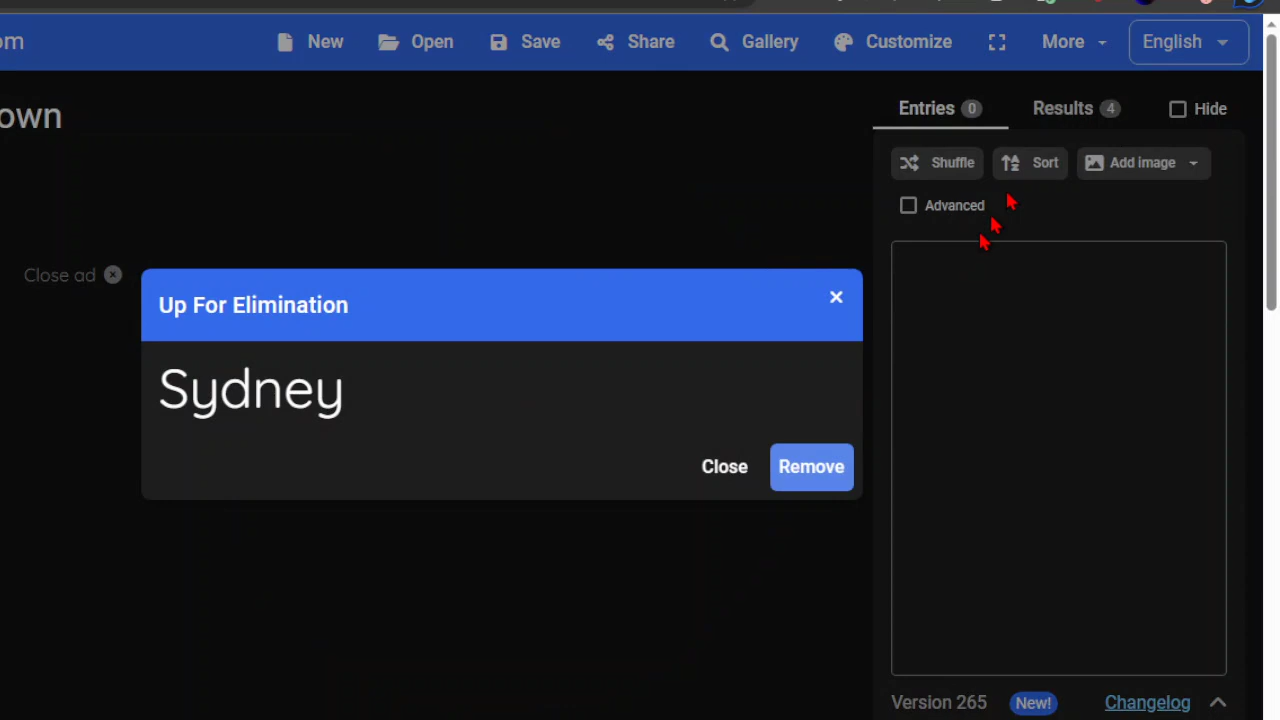 om
New
Open
Save
Share
Gallery
Customize
More
English
own
Entries 0
Results 4
Hide
Shuffle
Sort
Add image
Advanced
Close ad
Up For Elimination
Sydney
Close
Remove
Version 265
New!
Changelog